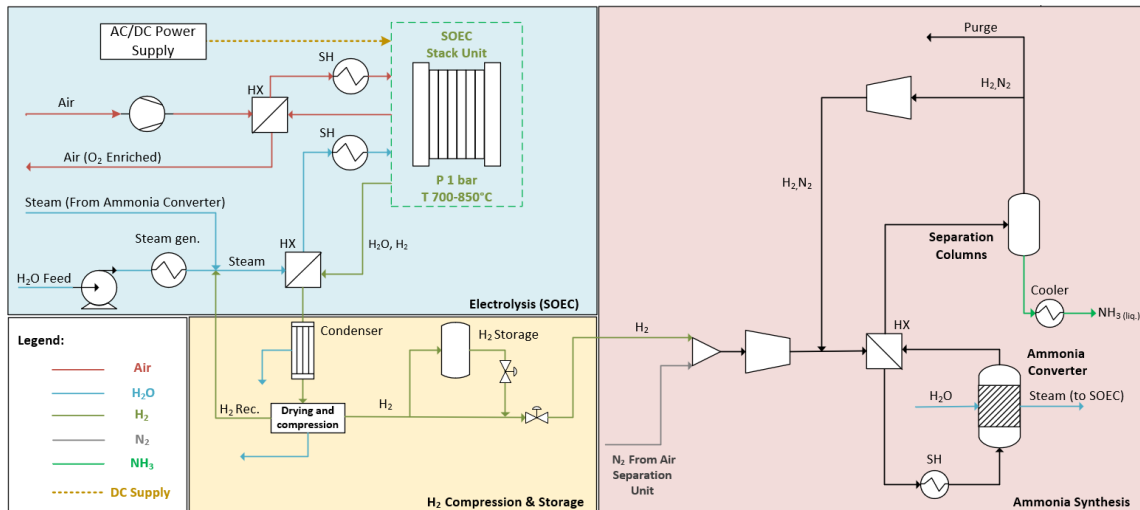 AC/DC Power
Supply
SOEC
Stack Unit
SH
HX
Air
Air (O₂ Enriched)
SH
P 1 bar
T 700-850°C
Steam (From Ammonia Converter)
Steam gen.
HX
Steam
H₂O, H₂
H₂O Feed
Electrolysis (SOEC)
Legend:
Air
H₂O
H₂
N₂
NH₃
DC Supply
Condenser
H₂ Storage
H₂ Rec.
Drying and
compression
H₂
H₂ Compression & Storage
Purge
H₂,N₂
H₂,N₂
Separation
Columns
Cooler
NH₃ (liq.)
H₂
HX
Ammonia
Converter
H₂O
Steam (to SOEC)
N₂ From Air
Separation
Unit
SH
Ammonia Synthesis